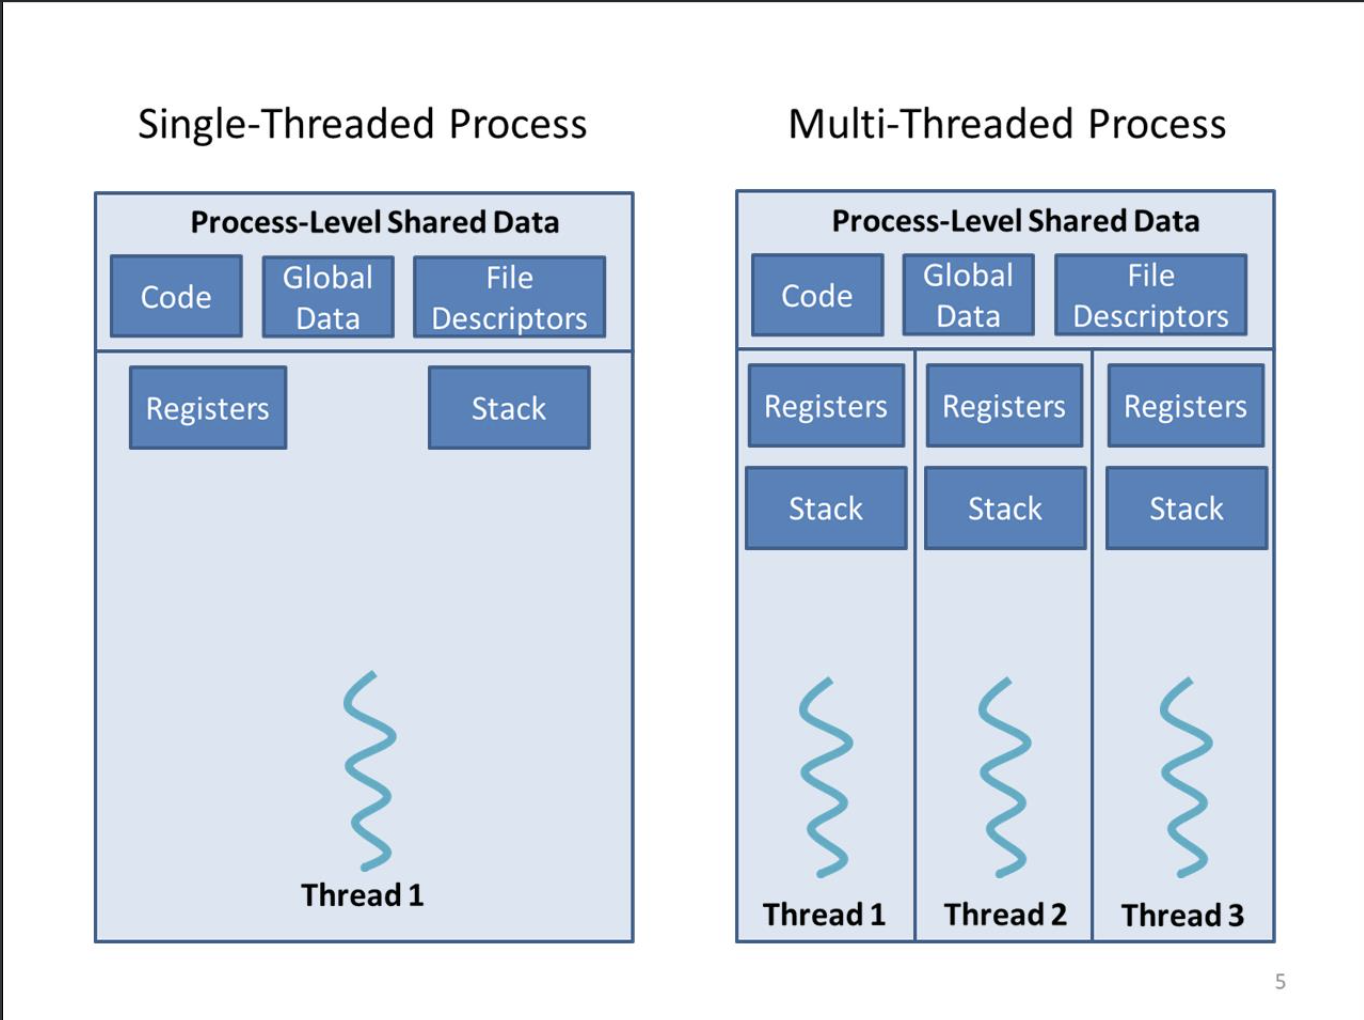 Single-Threaded Process
Process-Level Shared Data
Code
Global
Data
File
Descriptors
Registers
Stack
Thread 1
Multi-Threaded Process
Process-Level Shared Data
Code
Global
Data
File
Descriptors
Registers
Registers
Registers
Stack
Stack
Stack
Thread 1
Thread 2
Thread 3
5